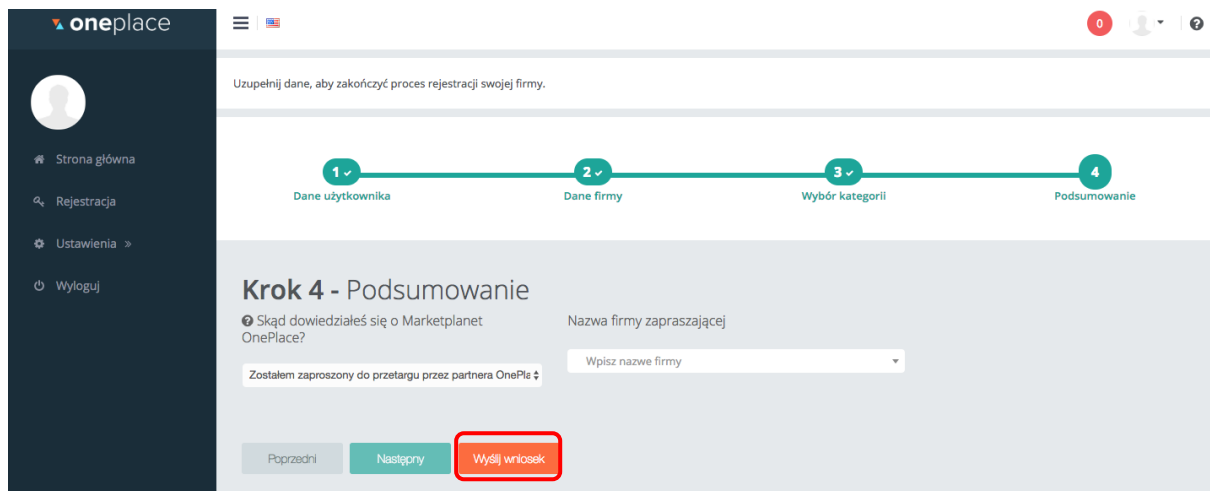 oneplace
0
Uzupełnij dane, aby zakończyć proces rejestracji swojej firmy.
Strona główna
Rejestracja
Ustawienia »
Wyloguj
1
2
3
4
Dane użytkownika
Dane firmy
Wybór kategorii
Podsumowanie
Krok 4 - Podsumowanie
Skąd dowiedziałeś się o Marketplanet
OnePlace?
Zostałem zaproszony do przetargu przez partnera OnePla
Nazwa firmy zapraszającej
Wpisz nazwe firmy
Poprzedni
Następny
Wyślij wniosek